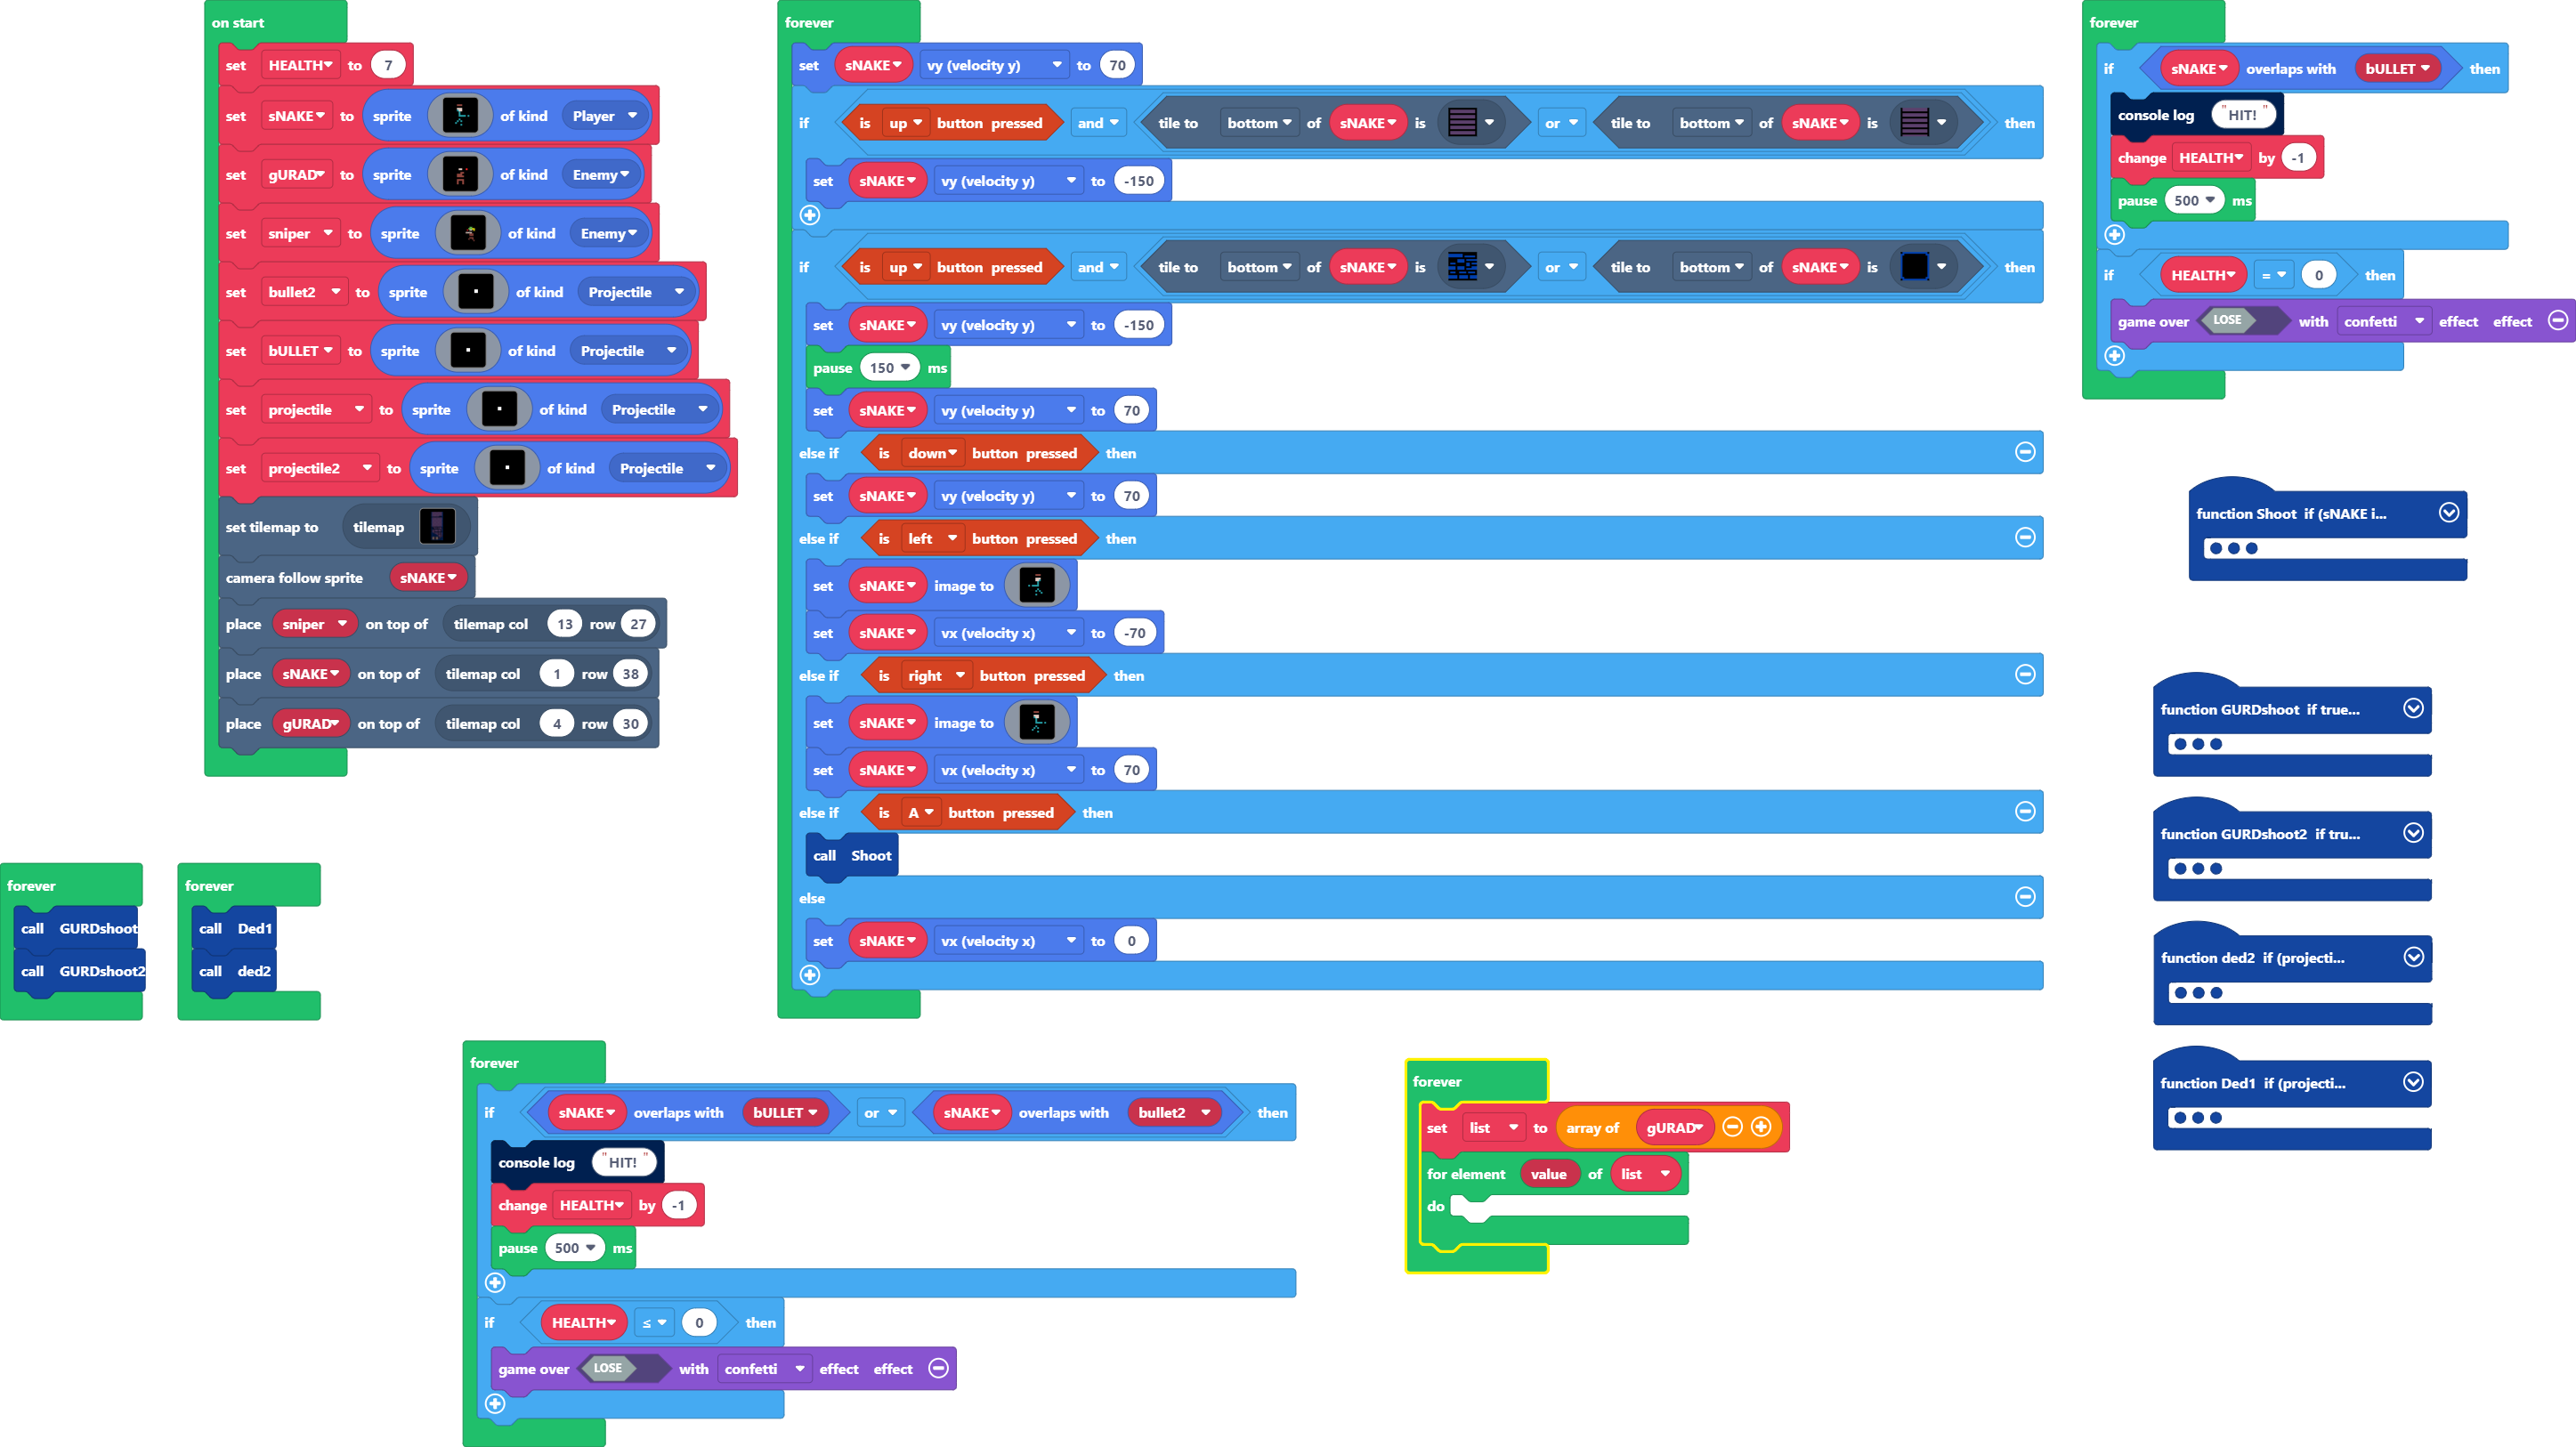 on start
set HEALTH to 7
set sNAKE to sprite of kind Player
set gURAD to sprite of kind Enemy
set sniper to sprite of kind Enemy
set bullet2 to sprite of kind Projectile
set bULLET to sprite of kind Projectile
set projectile to sprite of kind Projectile
set projectile2 to sprite of kind Projectile
set tilemap to tilemap
camera follow sprite sNAKE
place sniper on top of tilemap col 13 row 27
place sNAKE on top of tilemap col 1 row 38
place gURAD on top of tilemap col 4 row 30
forever
set sNAKE vy (velocity y) to 70
if is up button pressed and tile to bottom of sNAKE is or tile to bottom of sNAKE is then
set sNAKE vy (velocity y) to -150
if is up button pressed and tile to bottom of sNAKE is or tile to bottom of sNAKE is then
set sNAKE vy (velocity y) to -150
pause 150 ms
set sNAKE vy (velocity y) to 70
else if is down button pressed then
set sNAKE vy (velocity y) to 70
else if is left button pressed then
set sNAKE image to
set sNAKE vx (velocity x) to -70
else if is right button pressed then
set sNAKE image to
set sNAKE vx (velocity x) to 70
else if is A button pressed then
call Shoot
else
set sNAKE vx (velocity x) to 0
forever
if sNAKE overlaps with bULLET then
console log "HIT!"
change HEALTH by -1
pause 500 ms
if HEALTH = 0 then
game over LOSE with confetti effect effect
function Shoot if (sNAKE i...
function GURDshoot if true...
function GURDshoot2 if tru...
function ded2 if (projecti...
function Ded1 if (projecti...
forever
call GURDshoot
call GURDshoot2
forever
call Ded1
call ded2
forever
if sNAKE overlaps with bULLET or sNAKE overlaps with bullet2 then
console log "HIT!"
change HEALTH by -1
pause 500 ms
if HEALTH ≤ 0 then
game over LOSE with confetti effect effect
forever
set list to array of gURAD
for element value of list
do